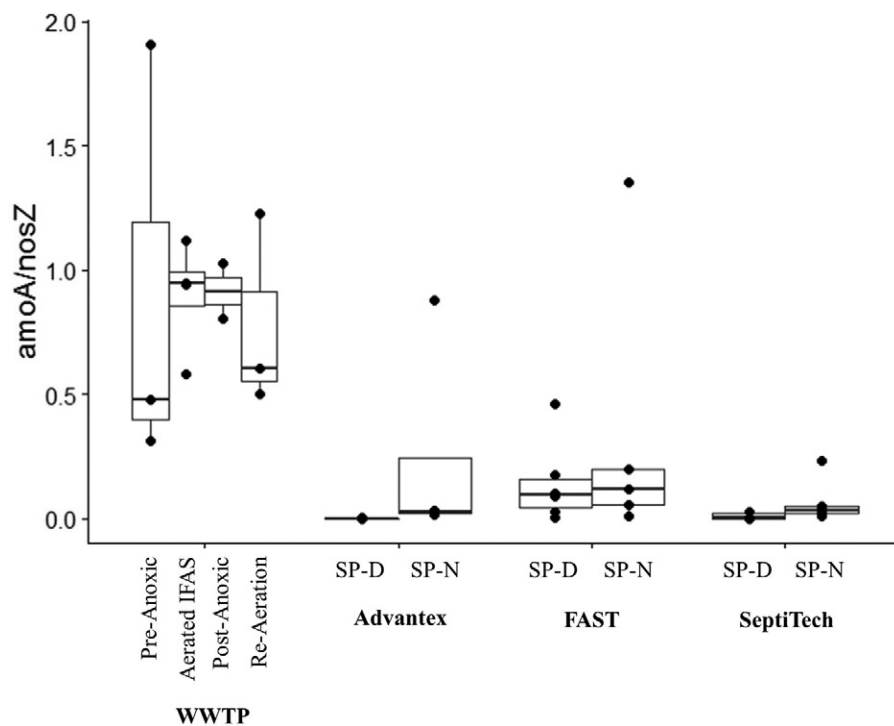 2.0
1.5
1.0
0.5
0.0
amoA/nosZ
Pre-Anoxic
Aerated IFAS
Post-Anoxic
Re-Aeration
WWTP
SP-D SP-N
Advantex
SP-D SP-N
FAST
SP-D SP-N
SeptiTech